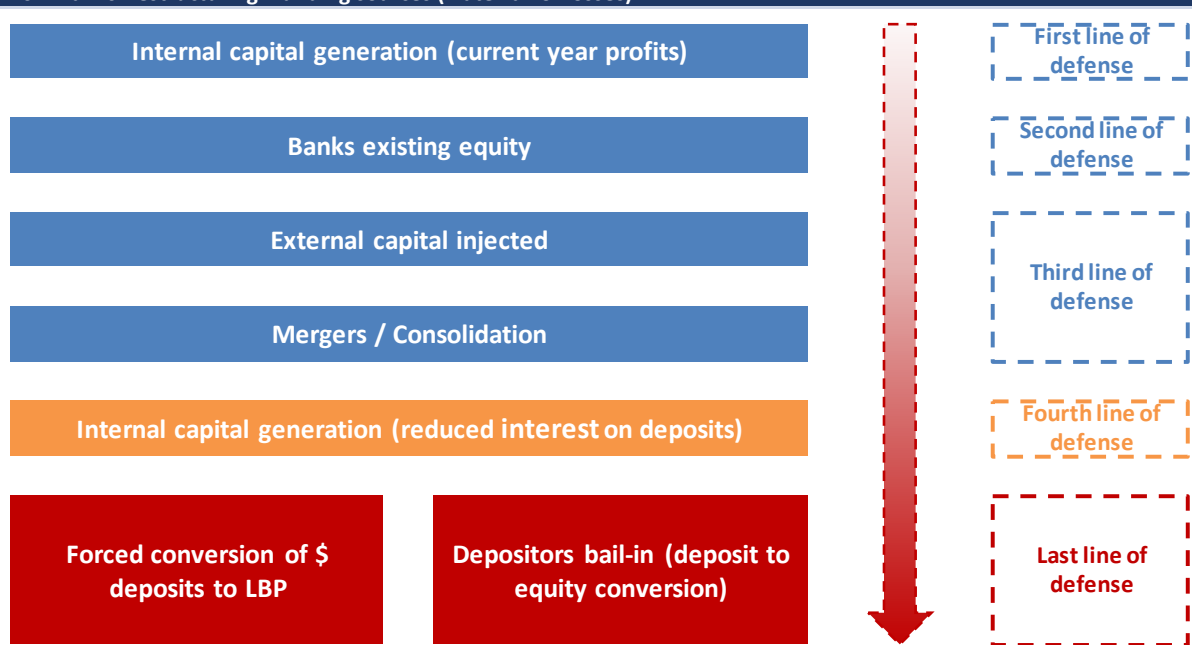 Internal capital generation (current year profits)
First line of
defense
Banks existing equity
Second line of
defense
External capital injected
Third line of
defense
Mergers / Consolidation
Internal capital generation (reduced interest on deposits)
Fourth line of
defense
Forced conversion of $
deposits to LBP
Depositors bail-in (deposit to
equity conversion)
Last line of
defense